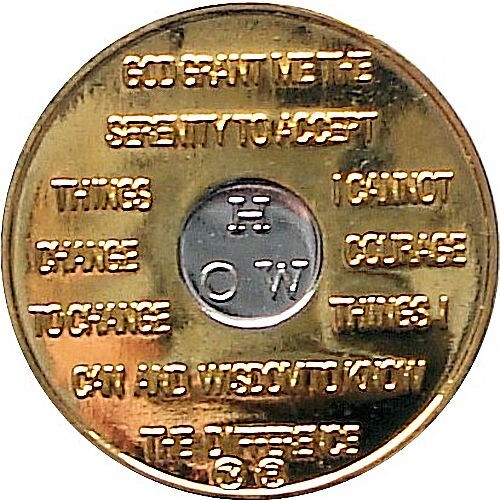 GOD GRANT ME THE
SERENITY TO ACCEPT
THINGS I CANNOT
H
CHANGE COURAGE
O W
TO CHANGE THINGS I
CAN AND WISDOM TO KNOW
THE DIFFERENCE